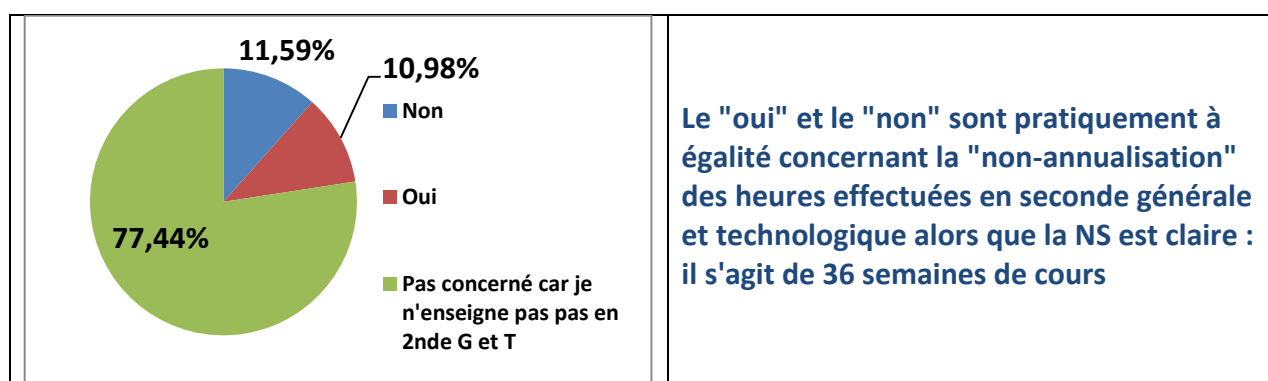 11,59%
10,98%
Non
Oui
77,44%
Pas concerné car je
n'enseigne pas pas en
2nde G et T
Le "oui" et le "non" sont pratiquement à
égalité concernant la "non-annualisation"
des heures effectuées en seconde générale
et technologique alors que la NS est claire :
il s'agit de 36 semaines de cours